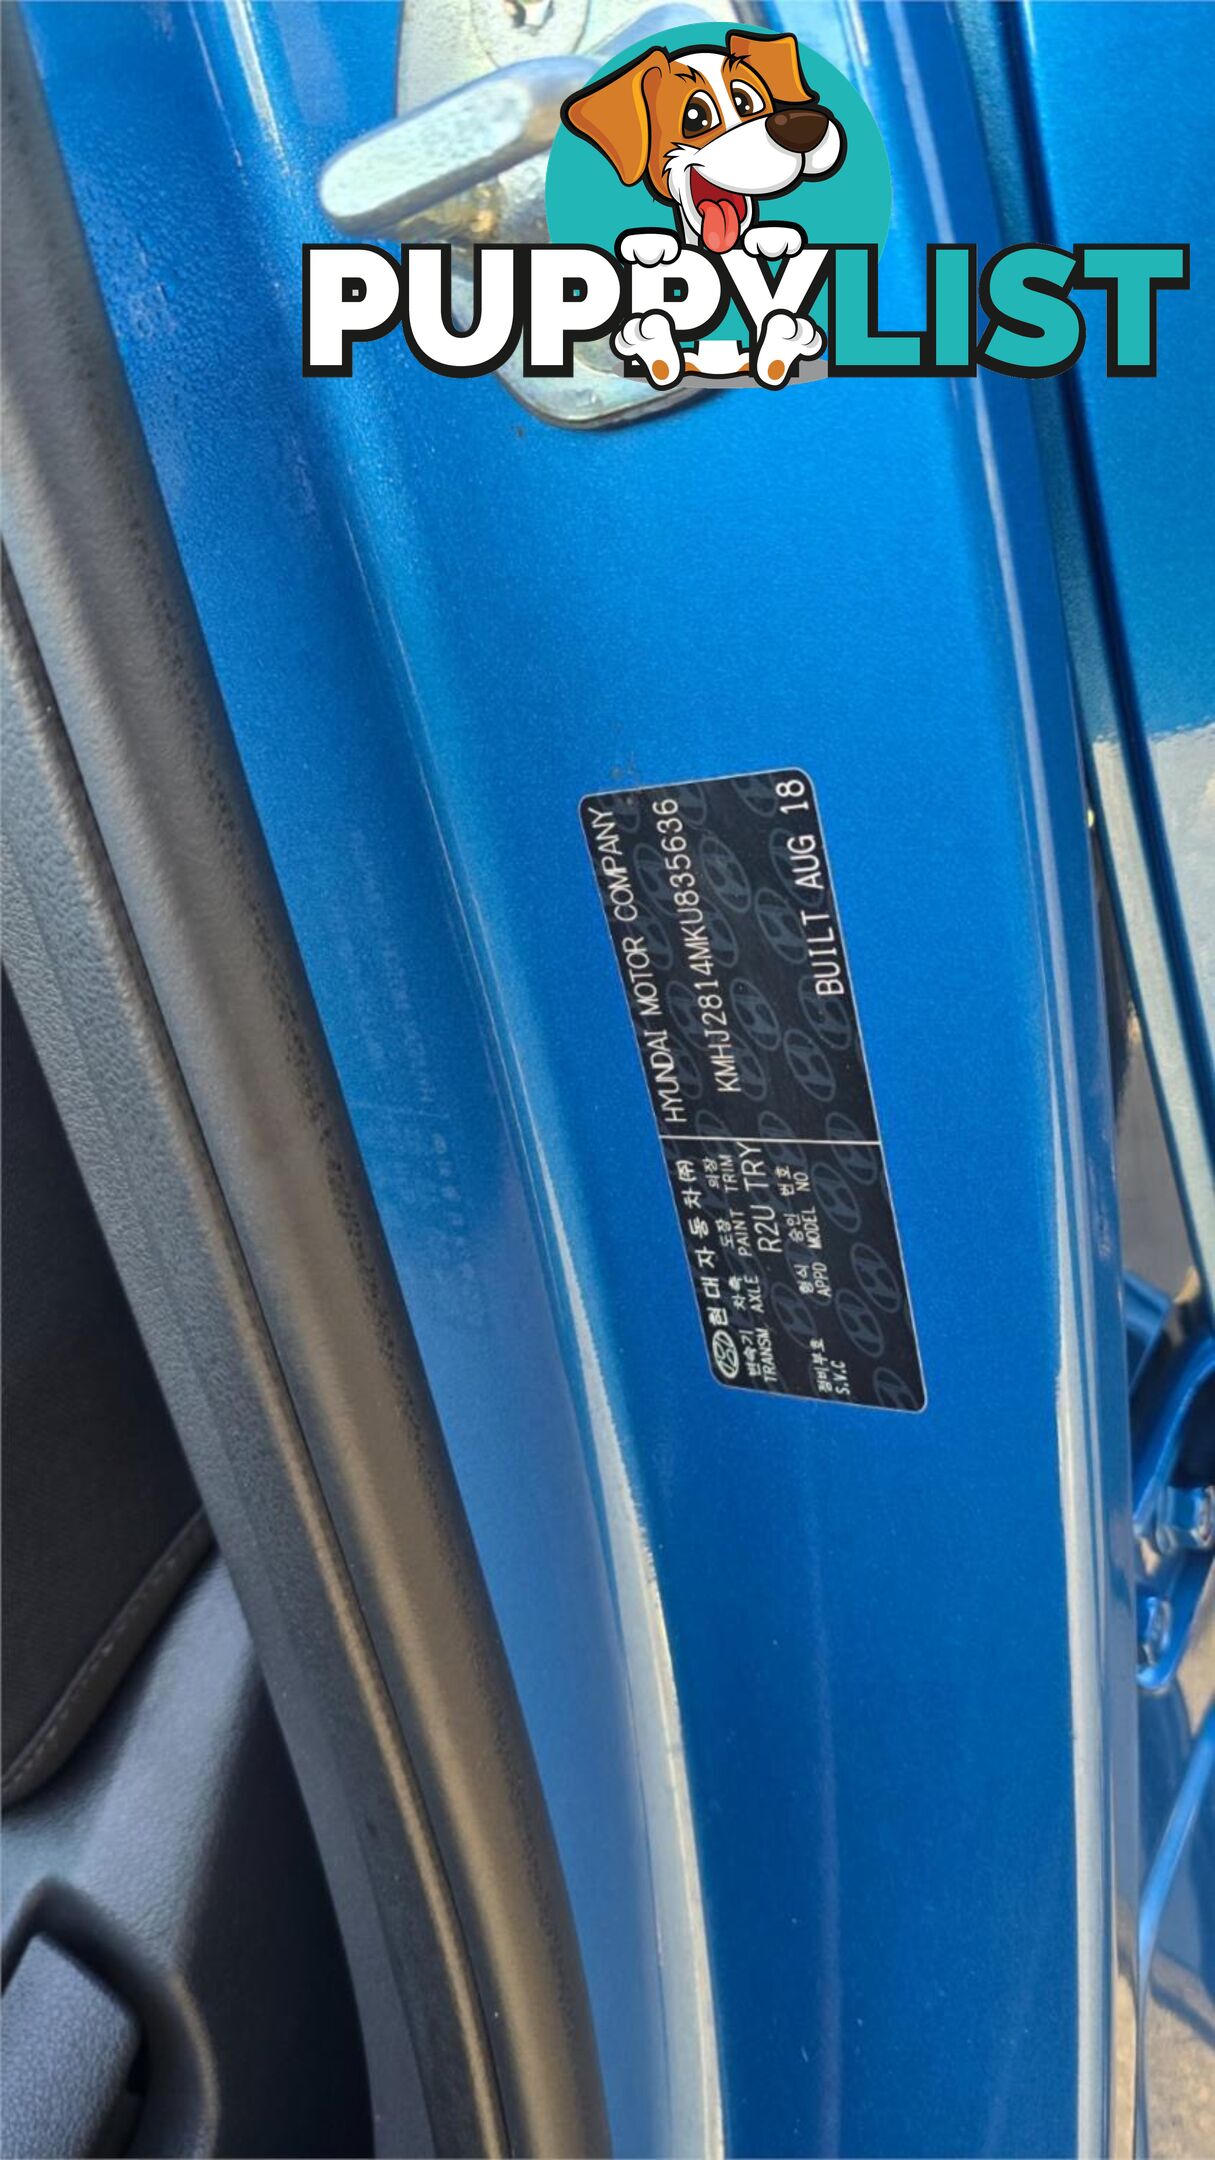 PUPPYLIST
현대자동차(주)
HYUNDAI MOTOR COMPANY
KMHJ2814MKU835636
변속기 차축 도장 의장
TRANSM AXLE PAINT TRIM
R2U TRY
정비부호 형식 승인 번호
S.V.C APPD MODEL NO
BUILT AUG 18